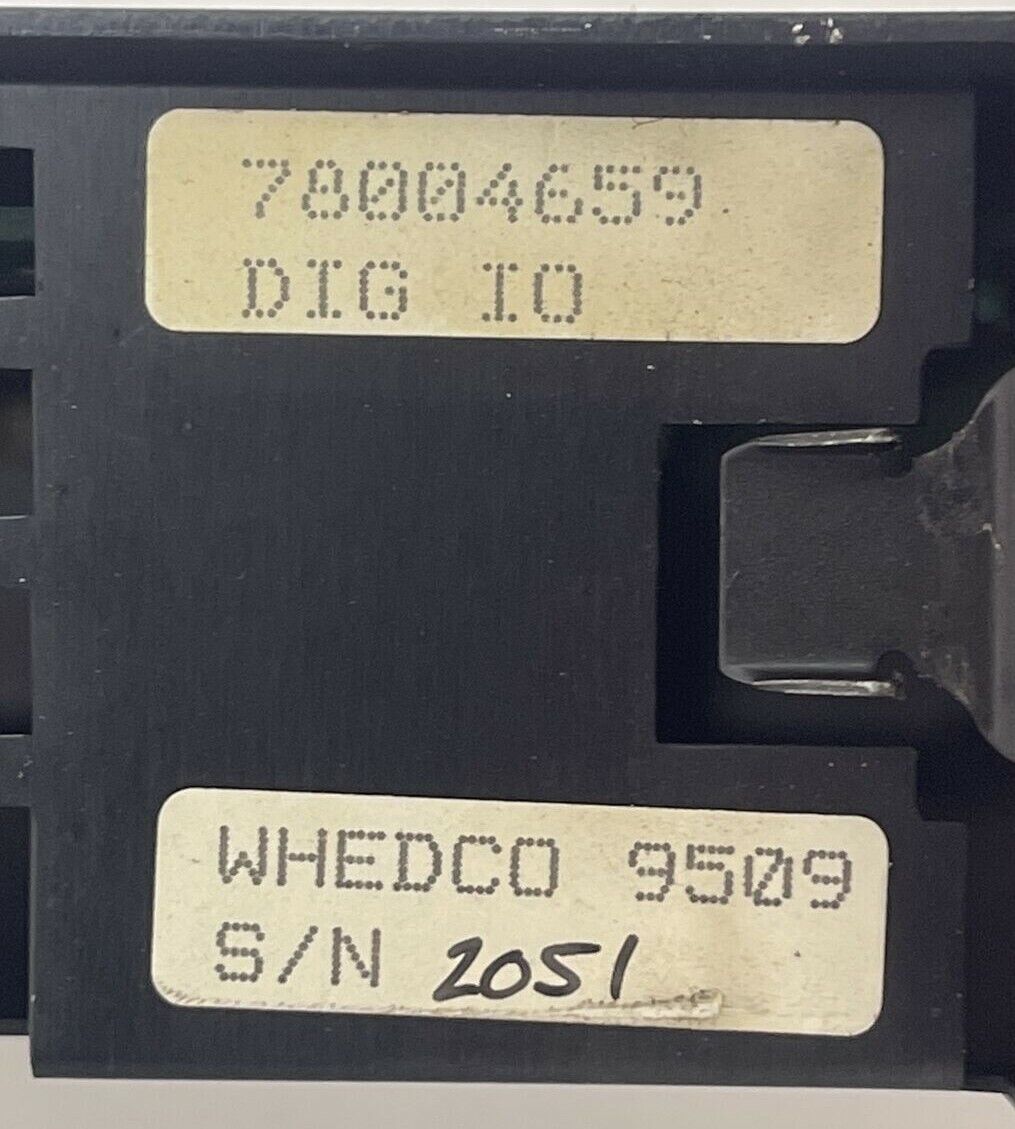 78004659
DIG IO
WHEDCO 9509
S/N 2051